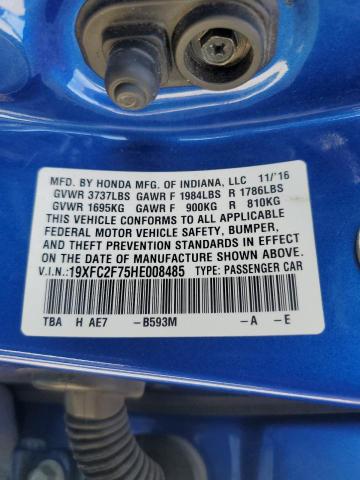 MFD. BY HONDA MFG. OF INDIANA, LLC 11/16
GVWR 3737LBS GAWR F 1984LBS R 1786LBS
GVWR 1695KG GAWR F 900KG R 810KG
THIS VEHICLE CONFORMS TO ALL APPLICABLE
FEDERAL MOTOR VEHICLE SAFETY, BUMPER,
AND THEFT PREVENTION STANDARDS IN EFFECT
ON THE DATE OF MANUFACTURE SHOWN ABOVE.
V.I.N.: 19XFC2F75HE008485 TYPE: PASSENGER CAR
TBA H AE7 -B593M -A -E